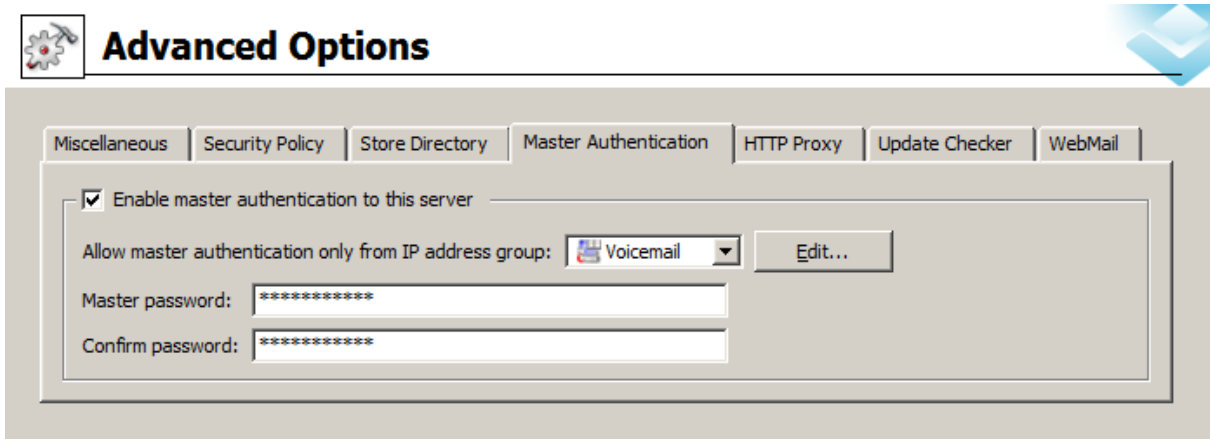 Advanced Options
Miscellaneous Security Policy Store Directory Master Authentication HTTP Proxy Update Checker WebMail
Enable master authentication to this server
Allow master authentication only from IP address group: Voicemail Edit...
Master password: ***********
Confirm password: ***********